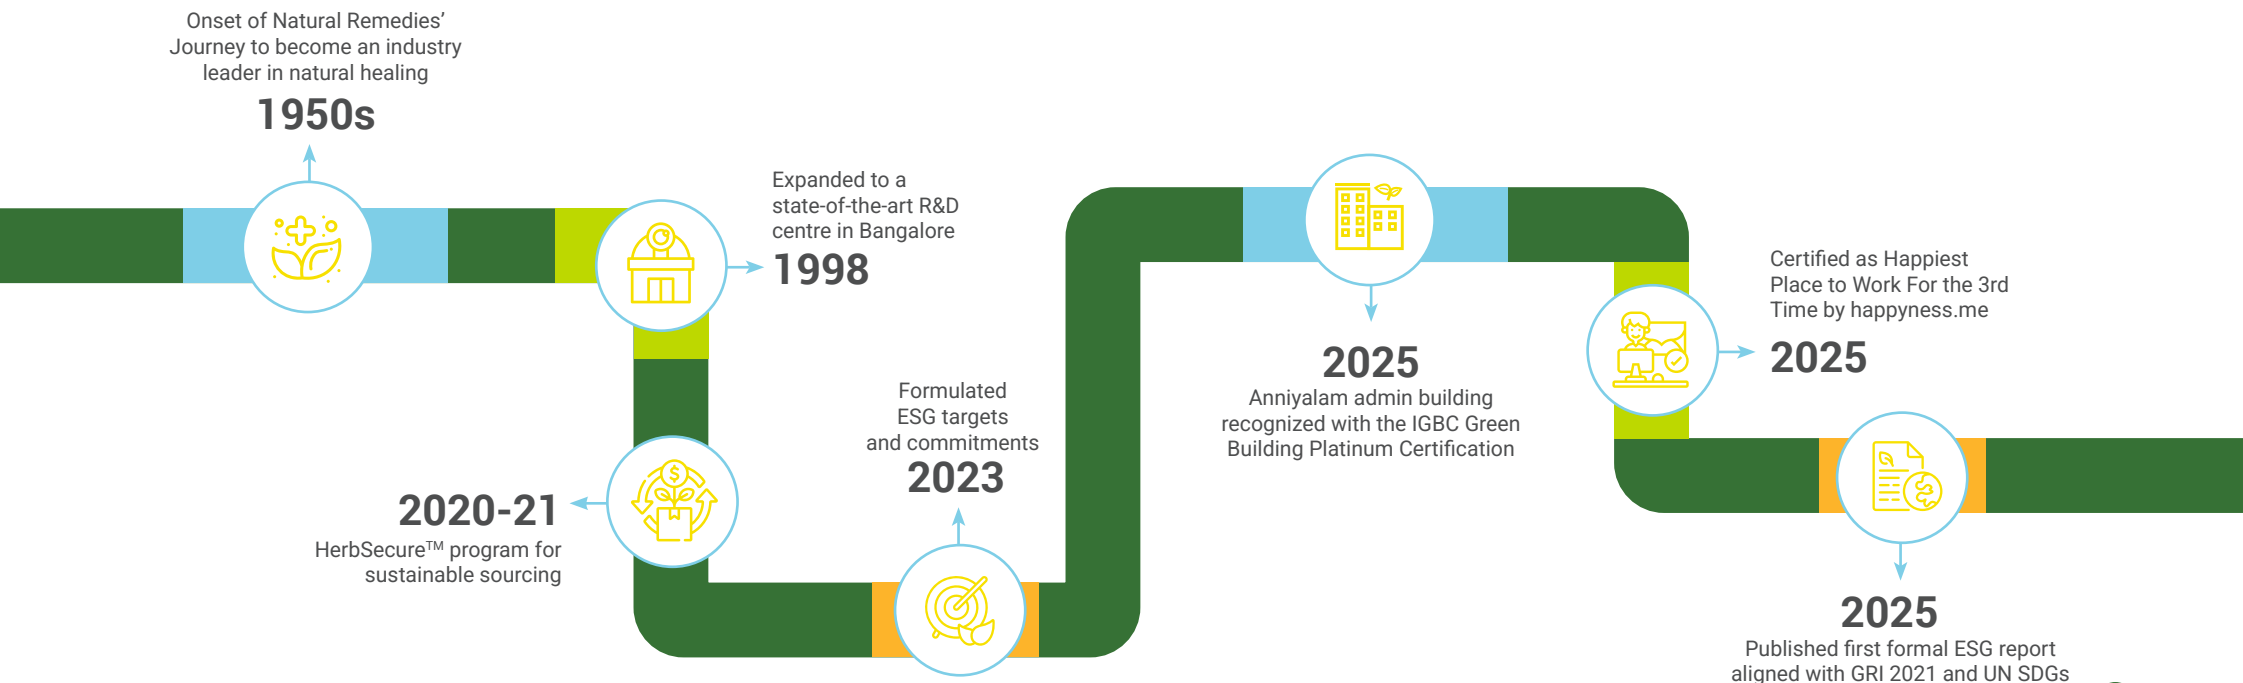 Onset of Natural Remedies’
Journey to become an industry
leader in natural healing
1950s
Expanded to a
state-of-the-art R&D
centre in Bangalore
1998
2020-21
HerbSecure™ program for
sustainable sourcing
Formulated
ESG targets
and commitments
2023
2025
Anniyalam admin building
recognized with the IGBC Green
Building Platinum Certification
Certified as Happiest
Place to Work For the 3rd
Time by happyness.me
2025
2025
Published first formal ESG report
aligned with GRI 2021 and UN SDGs